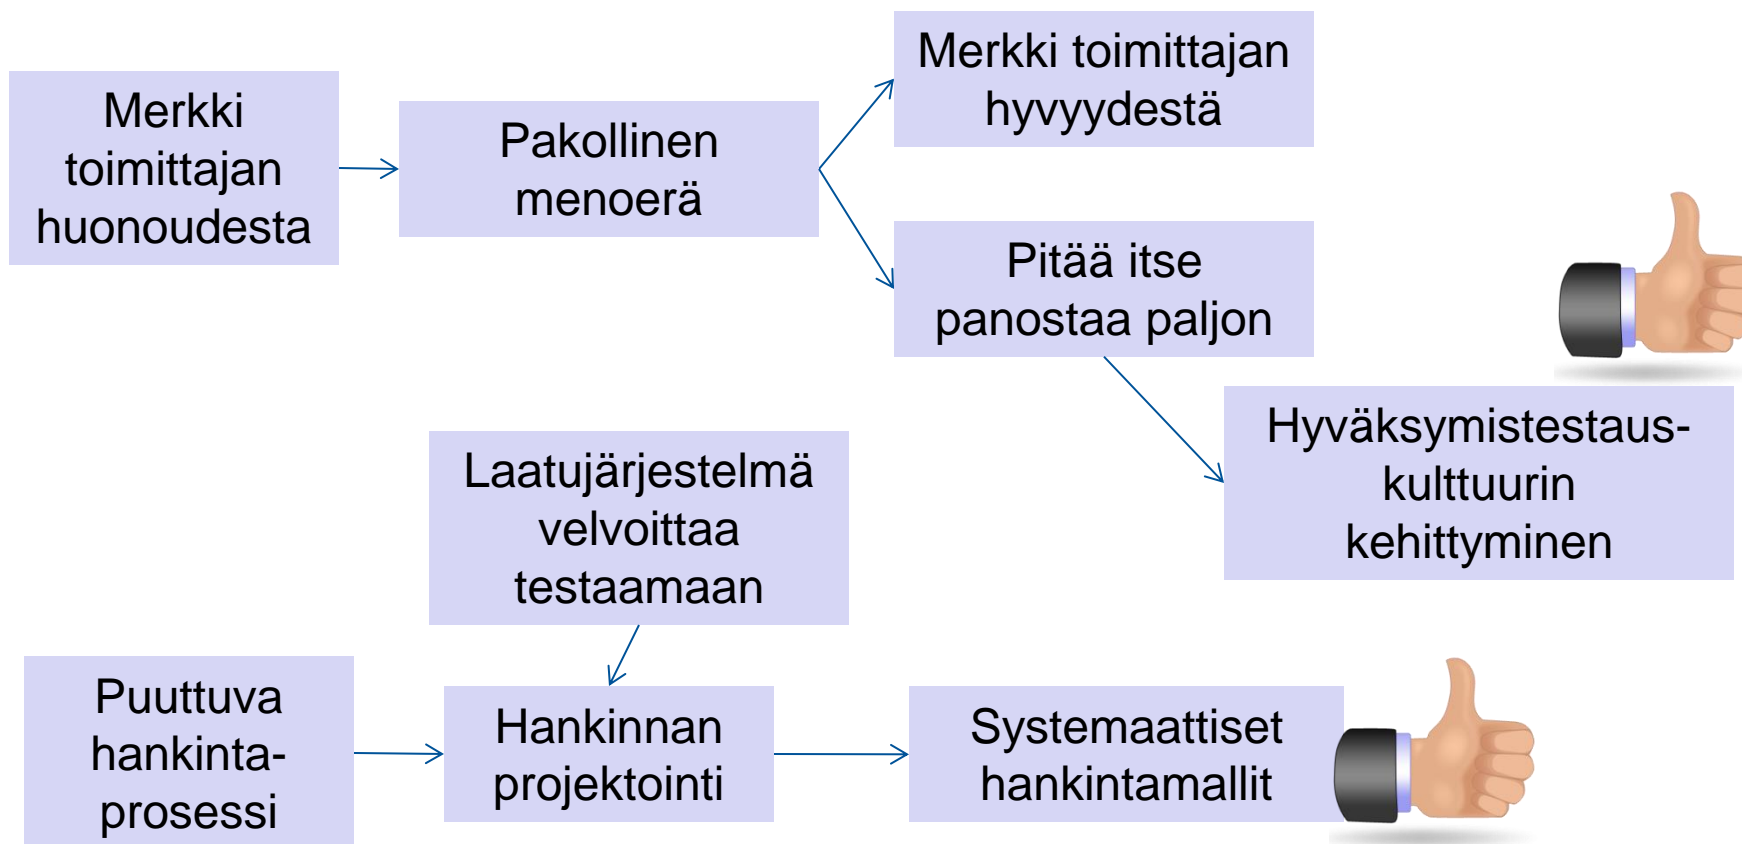 Merkki
toimittajan
huonoudesta
Pakollinen
menoerä
Merkki toimittajan
hyvyydestä
Pitää itse
panostaa paljon
Hyväksymistestaus-
kulttuurin
kehittyminen
Laatujärjestelmä
velvoittaa
testaamaan
Puuttuva
hankinta-
prosessi
Hankinnan
projektointi
Systemaattiset
hankintamallit